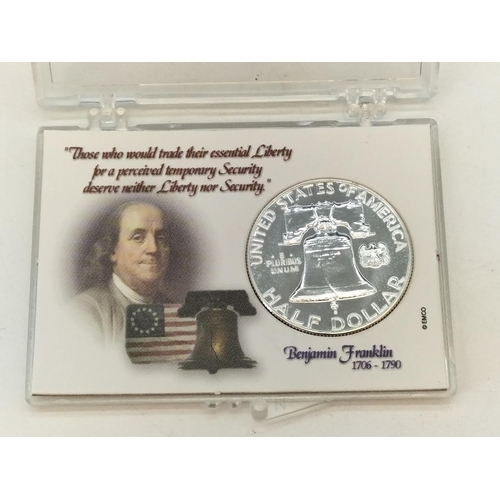 "Those who would trade their essential Liberty
for a perceived temporary Security
deserve neither Liberty nor Security."
UNITED STATES OF AMERICA
E
PLURIBUS
UNUM
HALF DOLLAR
Benjamin Franklin
1706 - 1790
© EMCO